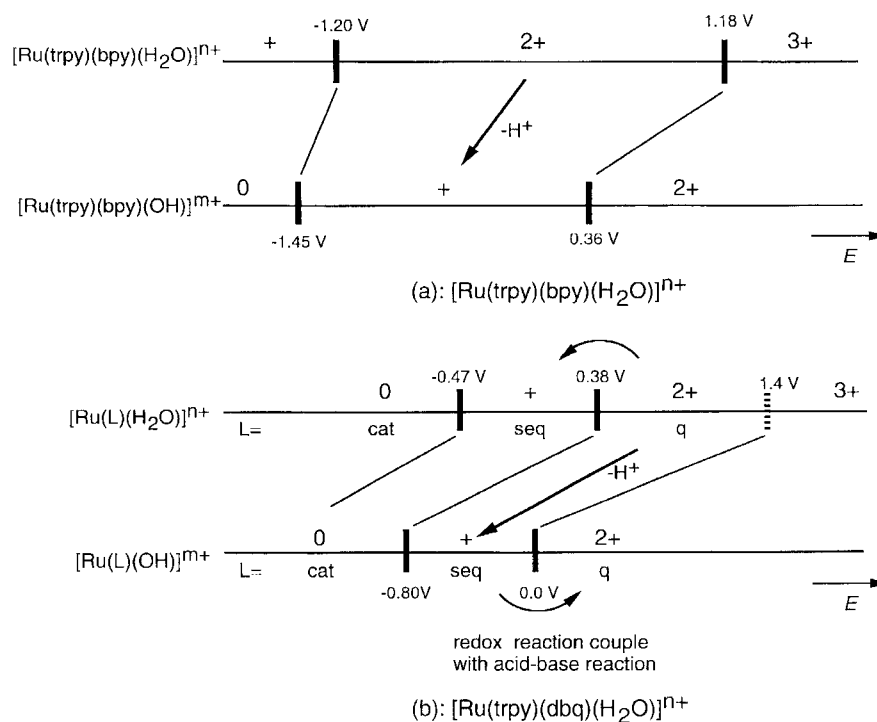 -1.20 V 1.18 V
[Ru(trpy)(bpy)(H₂O)]ⁿ⁺ + 2+ 3+
-H⁺
[Ru(trpy)(bpy)(OH)]ᵐ⁺ 0 + 2+
-1.45 V 0.36 V
E
(a): [Ru(trpy)(bpy)(H₂O)]ⁿ⁺
-0.47 V 0.38 V 1.4 V
[Ru(L)(H₂O)]ⁿ⁺ 0 + 2+ 3+
L= cat seq q
-H⁺
[Ru(L)(OH)]ᵐ⁺ 0 + 2+
L= cat seq q
-0.80V 0.0 V
E
redox reaction couple
with acid-base reaction
(b): [Ru(trpy)(dbq)(H₂O)]ⁿ⁺